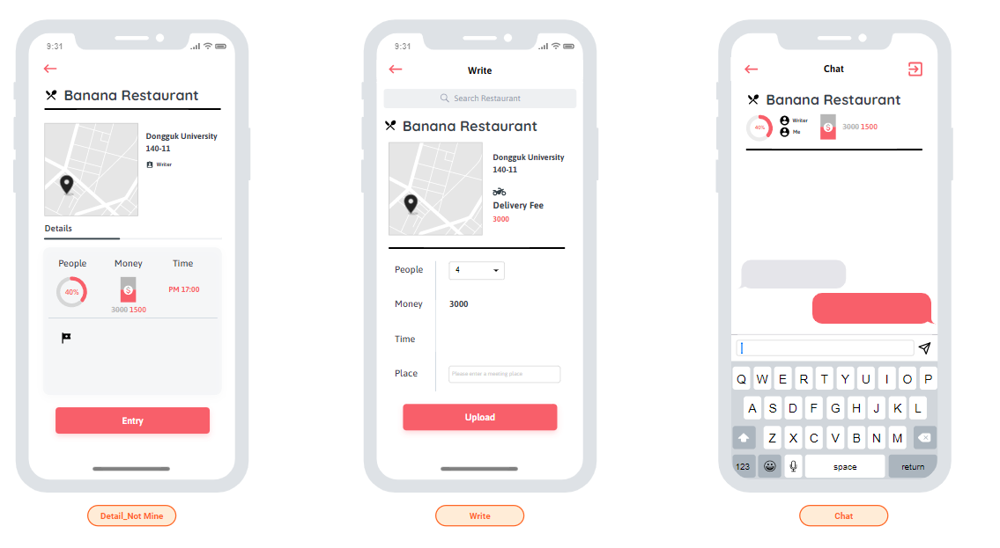 9:31
Banana Restaurant
Dongguk University
140-11
Writer
Details
People Money Time
40%
$
PM 17:00
3000 1500
Entry
Detail_Not Mine
9:31
Write
Search Restaurant
Banana Restaurant
Dongguk University
140-11
Delivery Fee
3000
People 4
Money 3000
Time
Place Please enter a meeting place
Upload
Write
Chat
Banana Restaurant
40%
Writer
Me
$
3000 1500
Q W E R T Y U I O P
A S D F G H J K L
Z X C V B N M
123 space return
Chat